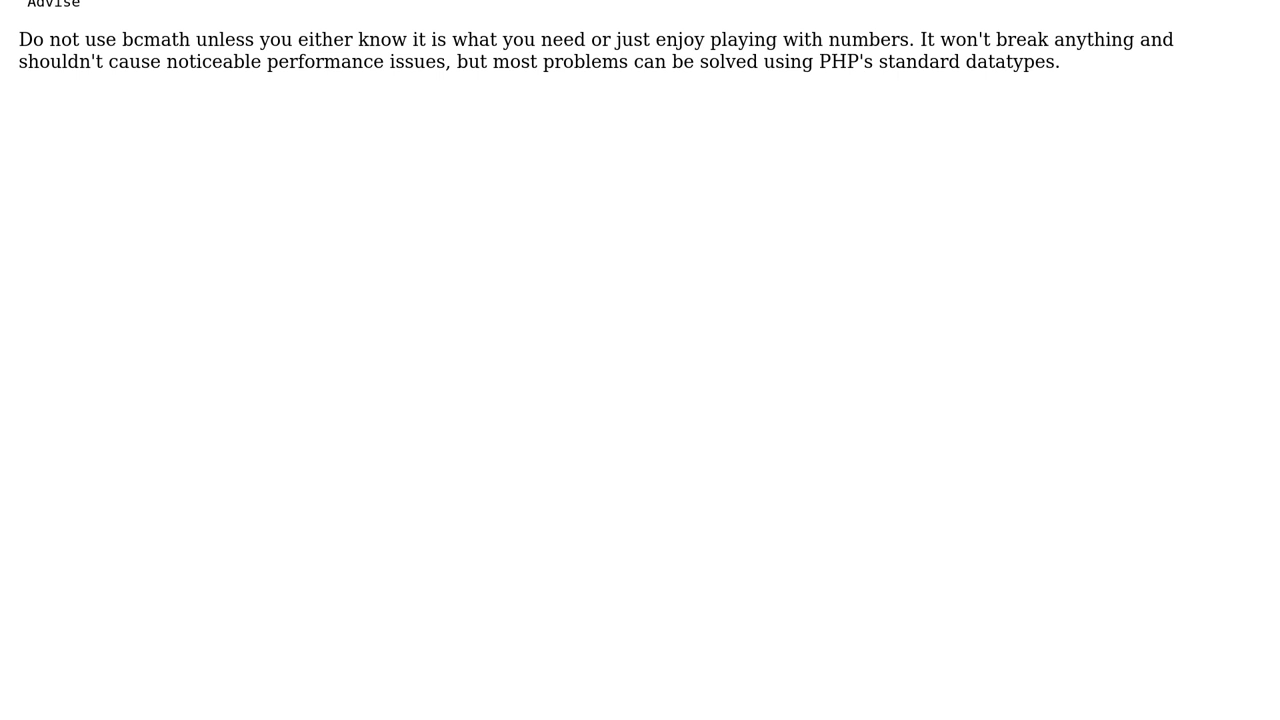 Advise
Do not use bcmath unless you either know it is what you need or just enjoy playing with numbers. It won't break anything and
shouldn't cause noticeable performance issues, but most problems can be solved using PHP's standard datatypes.